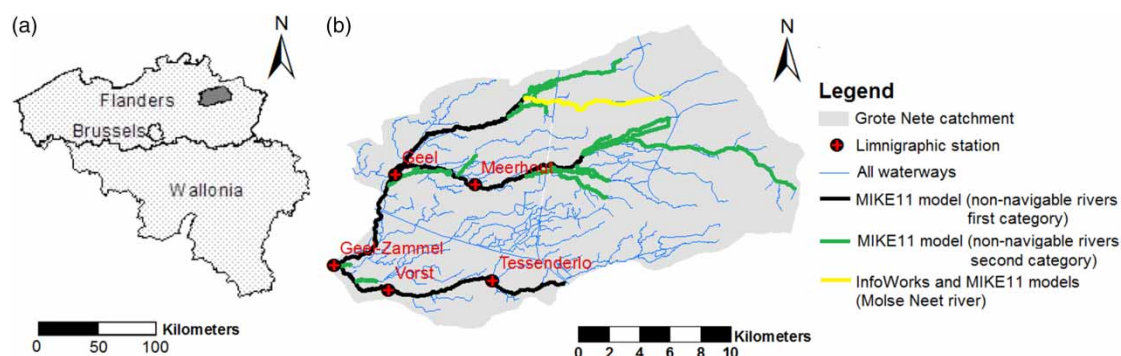 (a)
N
Flanders
Brussels
Wallonia
Kilometers
0 50 100
(b)
N
Geel
Meerhout
Geel-Zammel
Vorst
Tessenderlo
Kilometers
0 2 4 6 8 10
Legend
Grote Nete catchment
Limnigraphic station
All waterways
MIKE11 model (non-navigable rivers
first category)
MIKE11 model (non-navigable rivers
second category)
InfoWorks and MIKE11 models
(Molse Neet river)